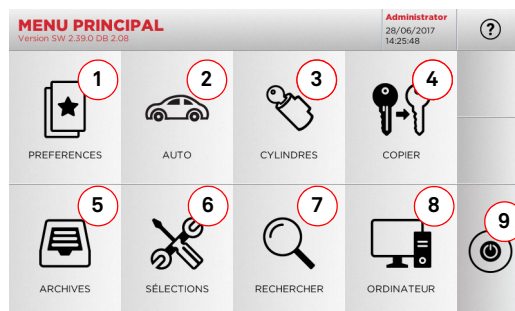 MENU PRINCIPAL
Version SW 2.39.0 DB 2.08
Administrator
28/06/2017
14:25:48
?
1
2
3
4
PREFERENCES
AUTO
CYLINDRES
COPIER
5
6
7
8
9
ARCHIVES
SÉLECTIONS
RECHERCHER
ORDINATEUR